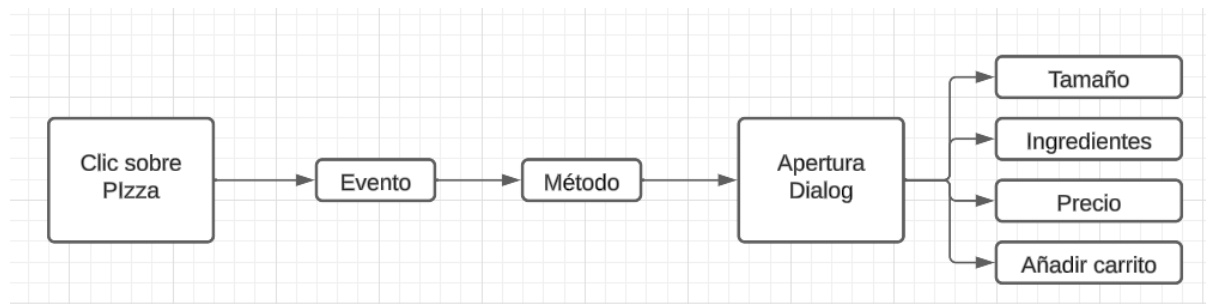 Clic sobre
PIzza
Evento
Método
Apertura
Dialog
Tamaño
Ingredientes
Precio
Añadir carrito